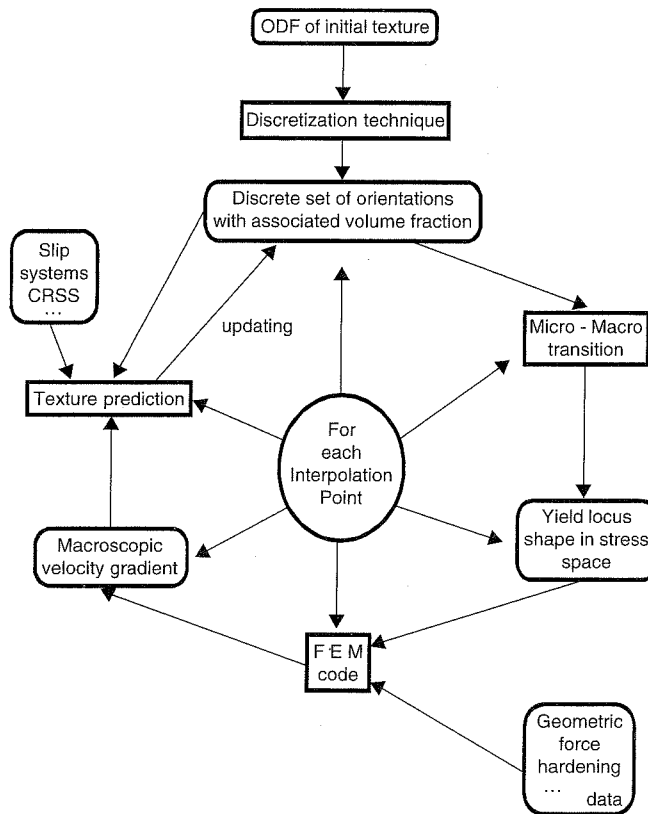 ODF of initial texture
Discretization technique
Discrete set of orientations
with associated volume fraction
Slip
systems
CRSS
...
updating
Micro - Macro
transition
Texture prediction
For
each
Interpolation
Point
Macroscopic
velocity gradient
Yield locus
shape in stress
space
F E M
code
Geometric
force
hardening
... data